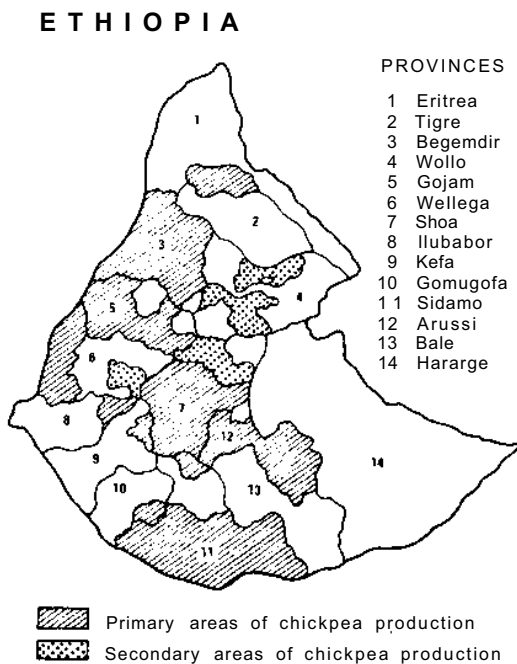 ETHIOPIA
PROVINCES
1 Eritrea
2 Tigre
3 Begemdir
4 Wollo
5 Gojam
6 Wellega
7 Shoa
8 Ilubabor
9 Kefa
10 Gomugofa
11 Sidamo
12 Arussi
13 Bale
14 Hararge
1
2
3
4
5
6
7
8
12
9
14
10
13
11
Primary areas of chickpea production
Secondary areas of chickpea production